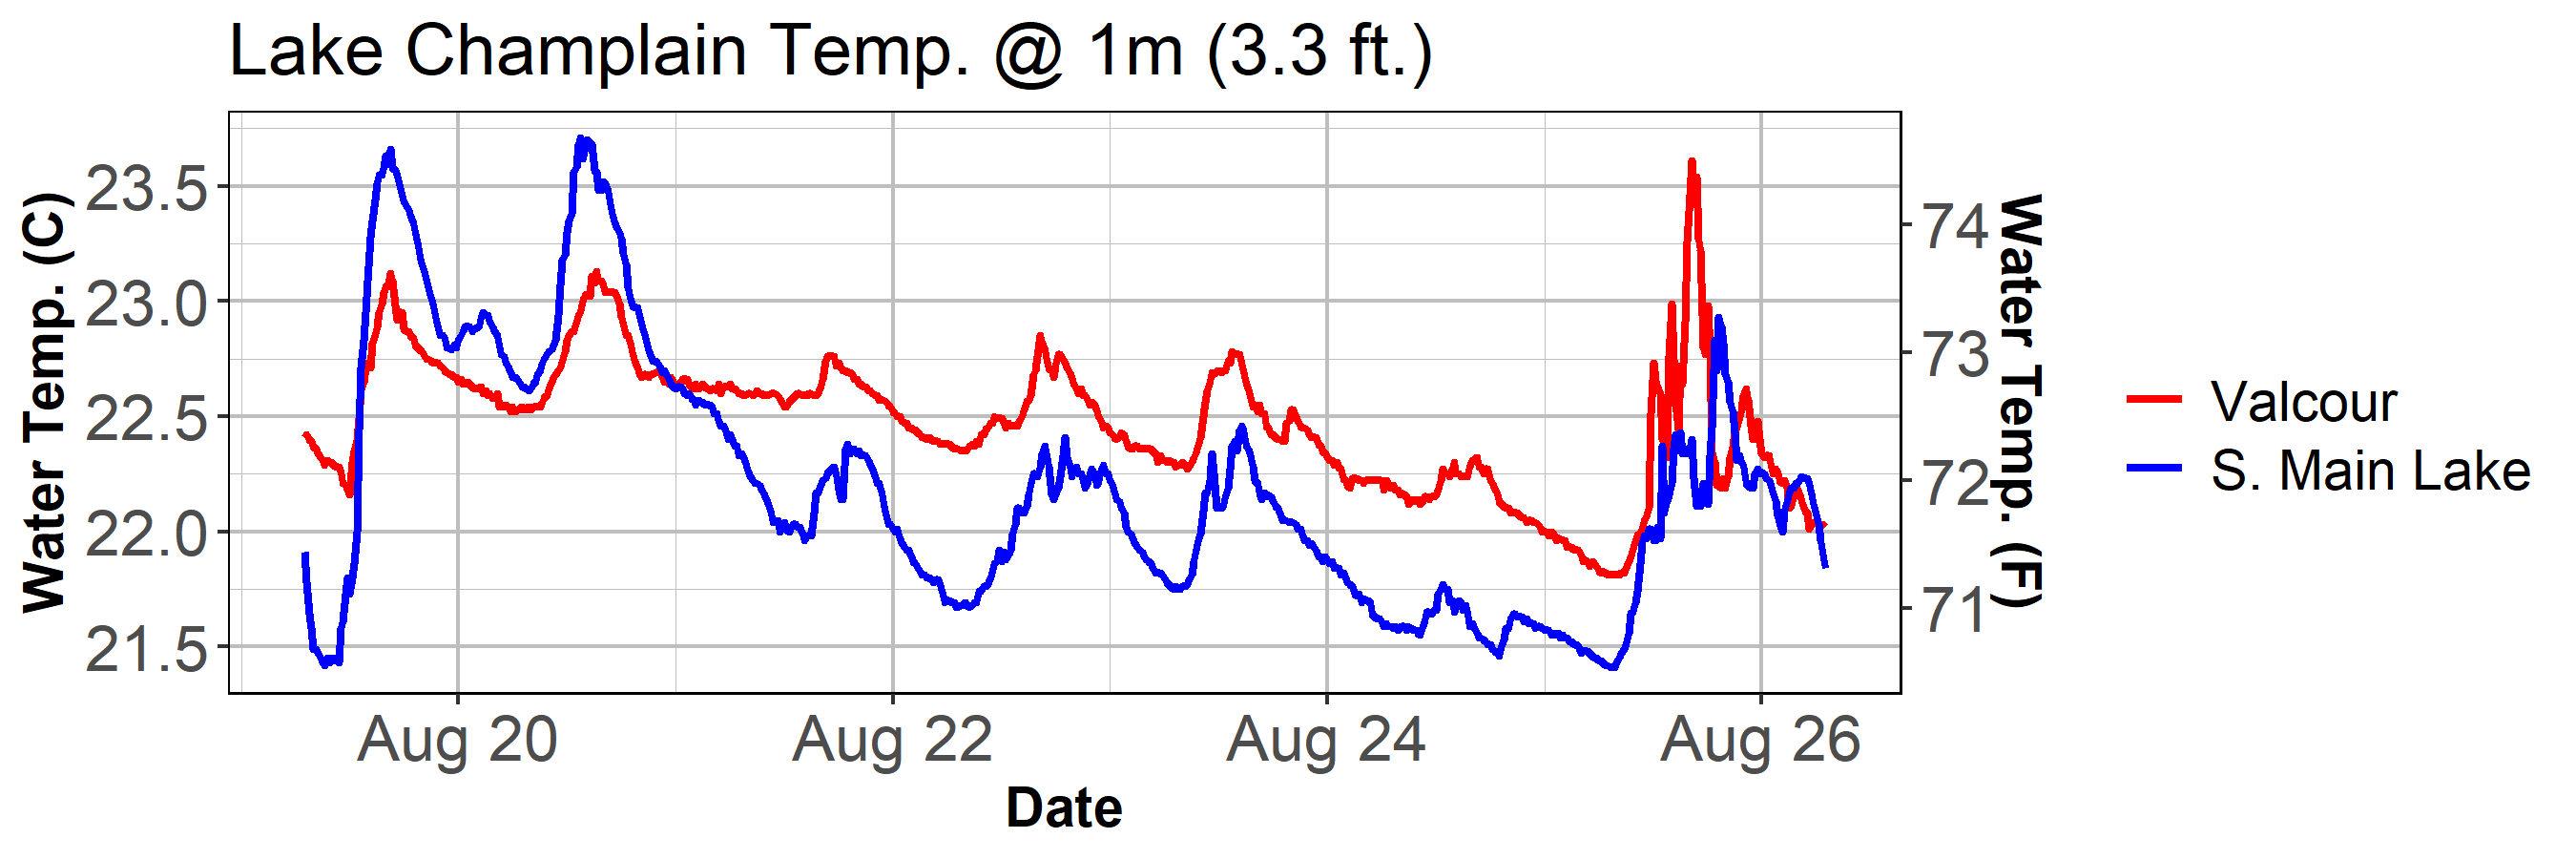 Lake Champlain Temp. @ 1m (3.3 ft.)
Water Temp. (C)
23.5
23.0
22.5
22.0
21.5
74
73
72
71
Water Temp. (F)
Aug 20
Aug 22
Aug 24
Aug 26
Date
Valcour
S. Main Lake